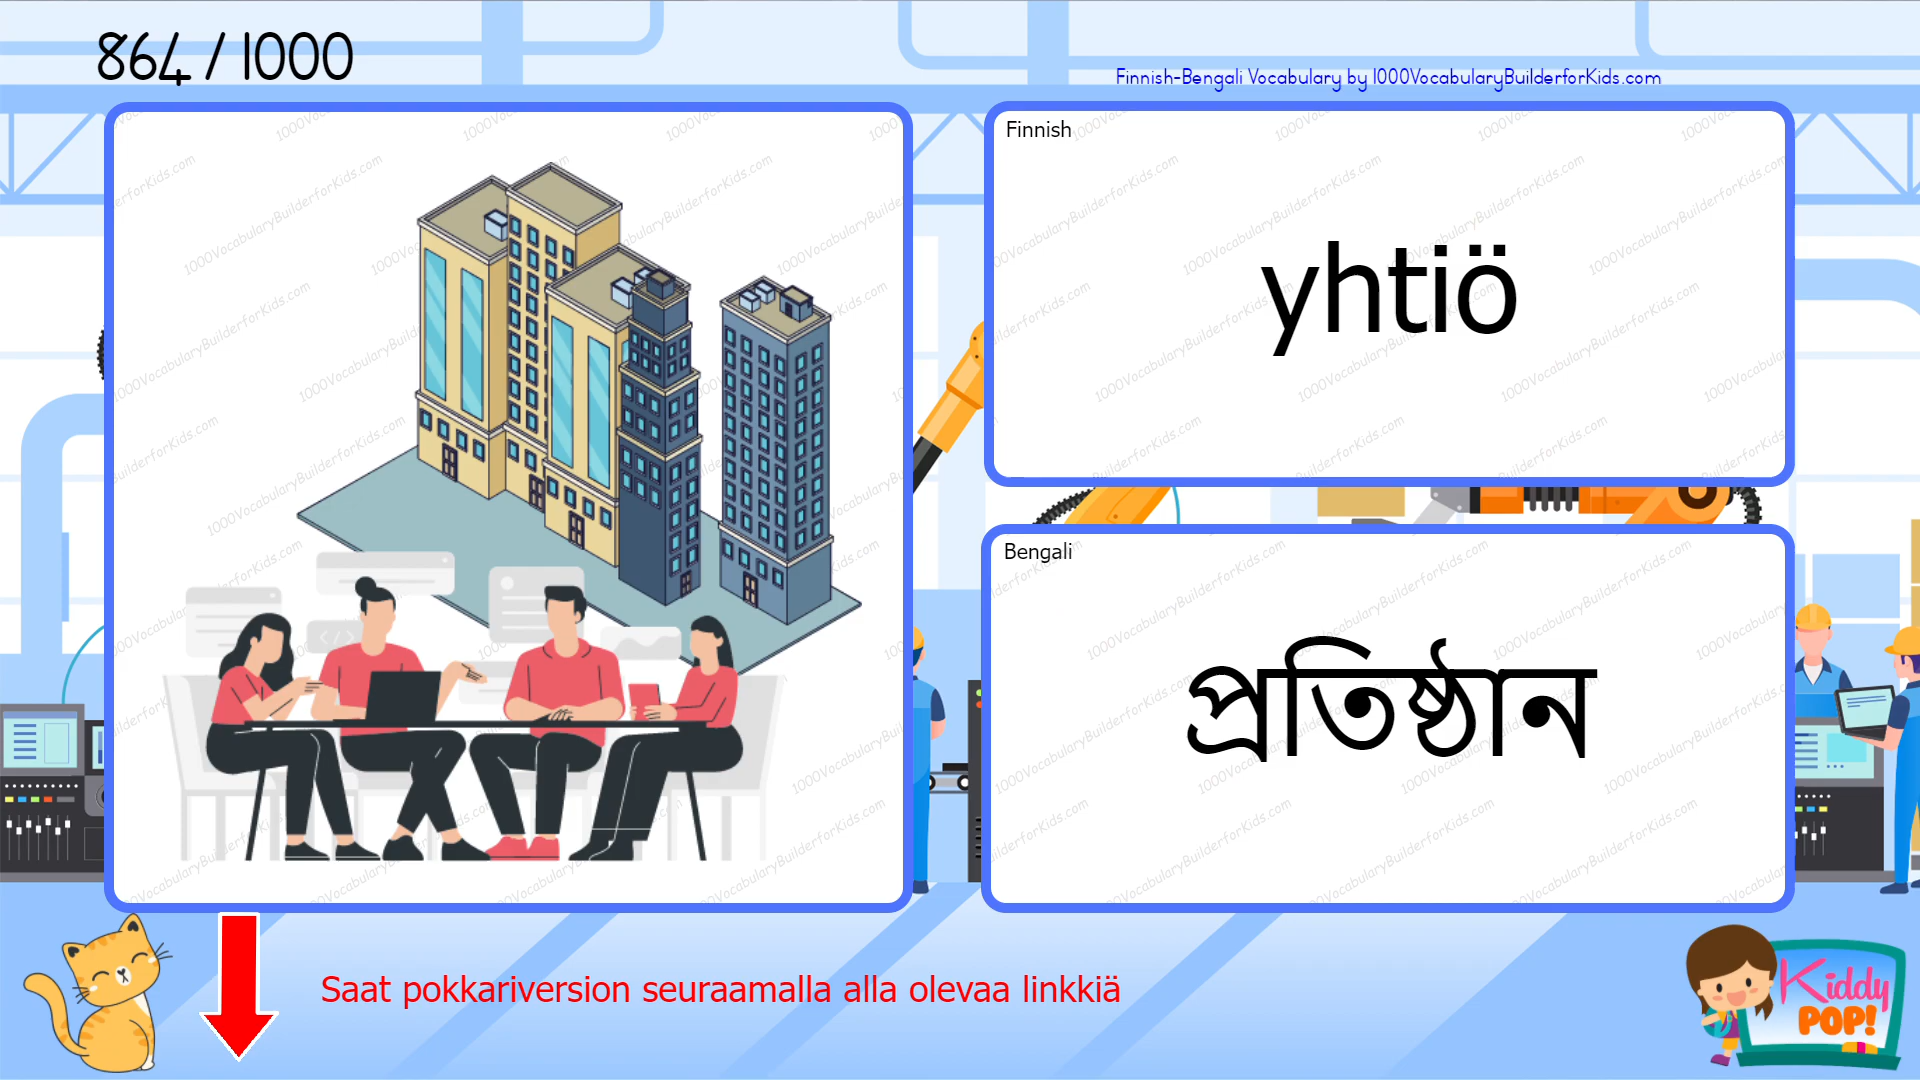 864 / 1000
Finnish-Bengali Vocabulary by 1000VocabularyBuilderforKids.com
Finnish
yhtiö
Bengali
প্রতিষ্ঠান
Saat pokkariversion seuraamalla alla olevaa linkkiä
Kiddy
POP!